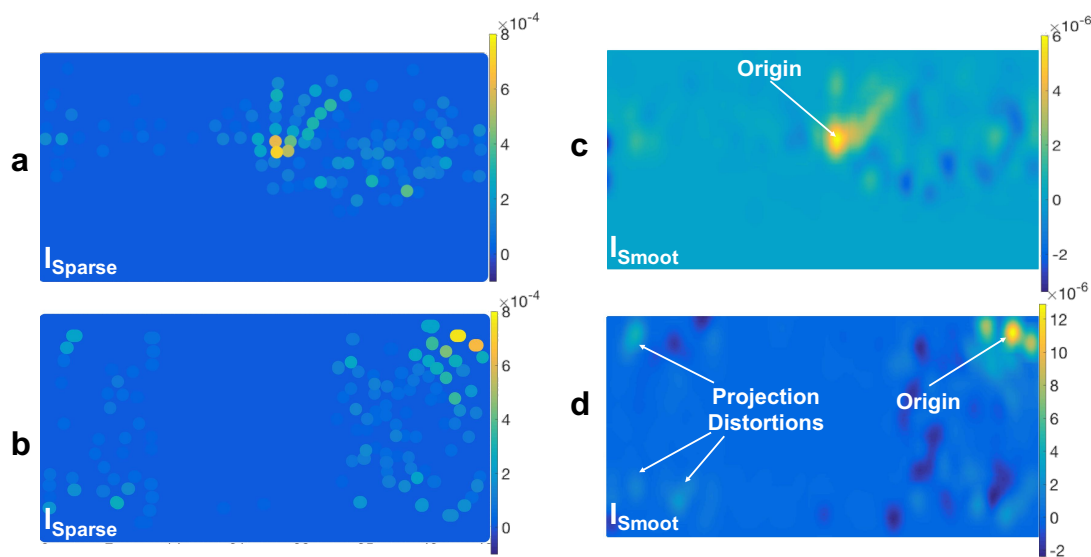 ×10⁻⁴
8
6
4
2
0
a
I_Sparse
×10⁻⁶
6
4
2
0
-2
Origin
c
I_Smoot
×10⁻⁴
8
6
4
2
0
b
I_Sparse
×10⁻⁶
12
10
8
6
4
2
0
-2
Projection
Distortions
Origin
d
I_Smoot